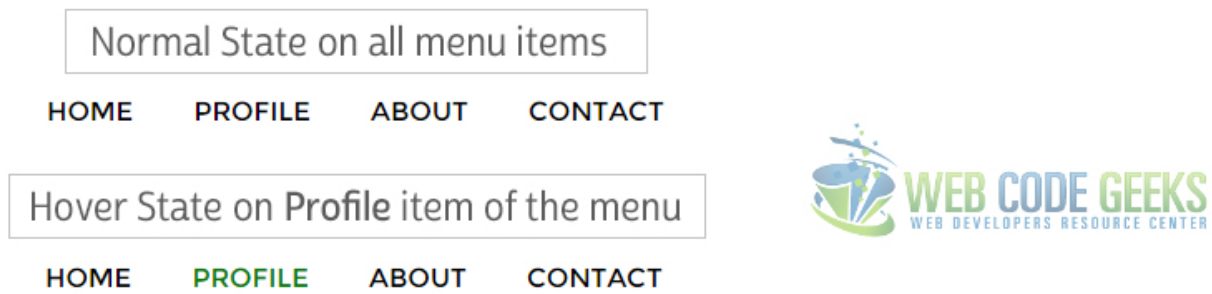 Normal State on all menu items
HOME PROFILE ABOUT CONTACT
Hover State on Profile item of the menu
HOME PROFILE ABOUT CONTACT
WEB CODE GEEKS
WEB DEVELOPERS RESOURCE CENTER